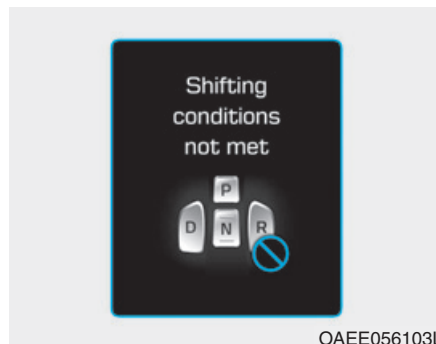 Shifting
conditions
not met
P
D N R
OAEE056103L